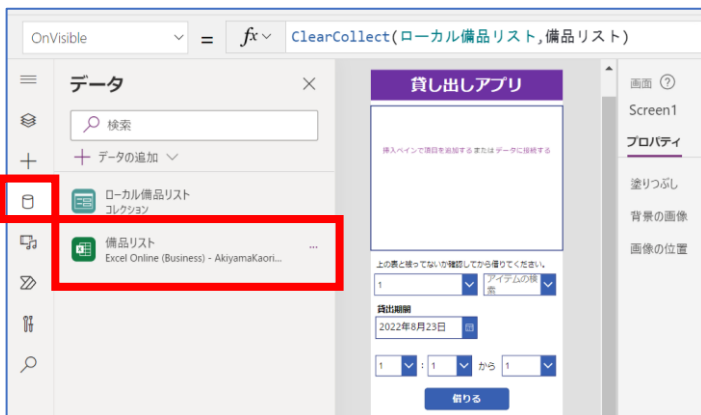 OnVisible = fx ClearCollect(ローカル備品リスト,備品リスト)
データ
検索
データの追加
ローカル備品リスト
コレクション
備品リスト
Excel Online (Business) - AkiyamaKaori...
貸し出しアプリ
挿入ペインで項目を追加する または データに接続する
上の表と被ってないか確認してから借りてください。
1 アイテムの検索
貸出期間
2022年8月23日
1 : 1 から 1
借りる
画面
Screen1
プロパティ
塗りつぶし
背景の画像
画像の位置